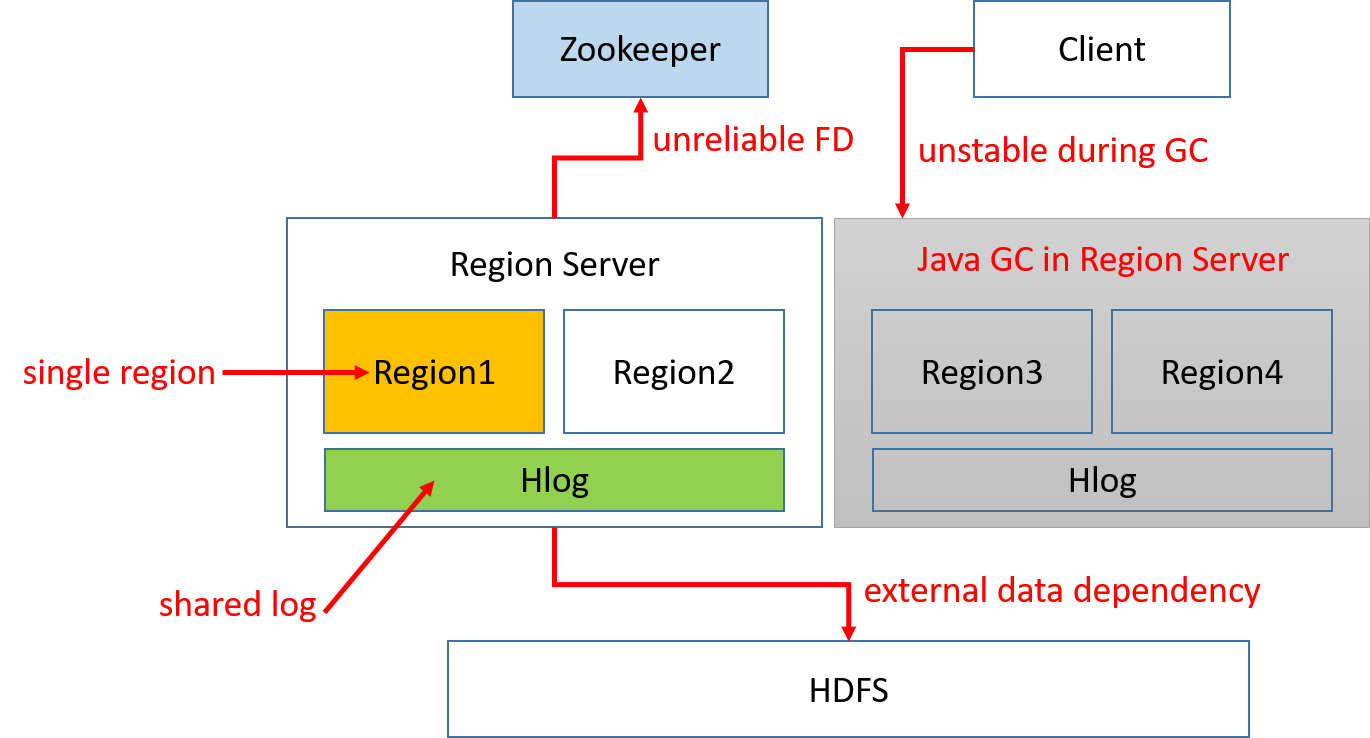 Zookeeper
Client
unreliable FD
unstable during GC
Region Server
Java GC in Region Server
single region
Region1
Region2
Region3
Region4
Hlog
Hlog
shared log
external data dependency
HDFS